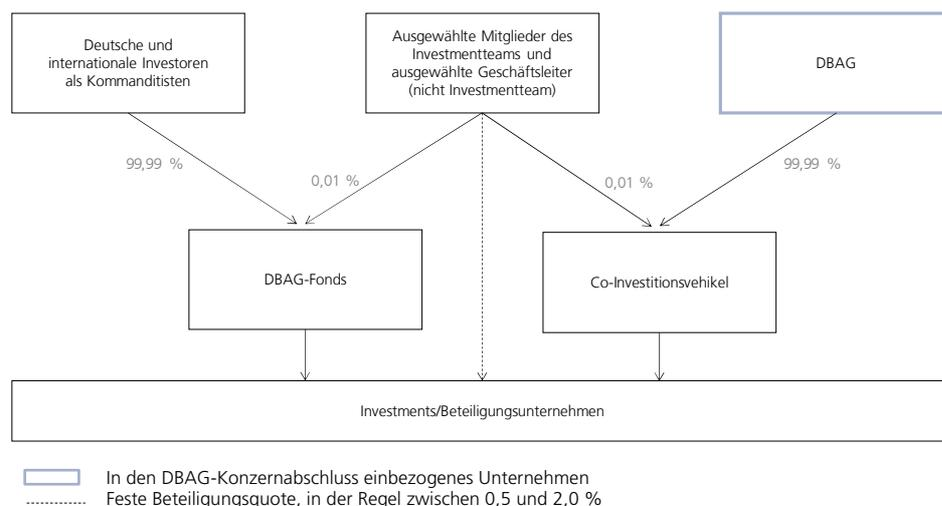 Deutsche und
internationale Investoren
als Kommanditisten
Ausgewählte Mitglieder des
Investmentteams und
ausgewählte Geschäftsleiter
(nicht Investmentteam)
DBAG
99,99 %
0,01 %
0,01 %
99,99 %
DBAG-Fonds
Co-Investitionsvehikel
Investments/Beteiligungsunternehmen
In den DBAG-Konzernabschluss einbezogenes Unternehmen
Feste Beteiligungsquote, in der Regel zwischen 0,5 und 2,0 %